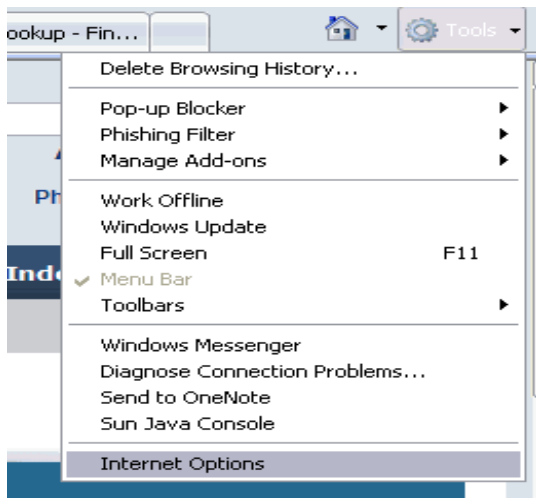 ookup - Fin...
Tools
Delete Browsing History...
Pop-up Blocker
Phishing Filter
Manage Add-ons
Ph
Work Offline
Windows Update
Full Screen F11
Inde
Menu Bar
Toolbars
Windows Messenger
Diagnose Connection Problems...
Send to OneNote
Sun Java Console
Internet Options